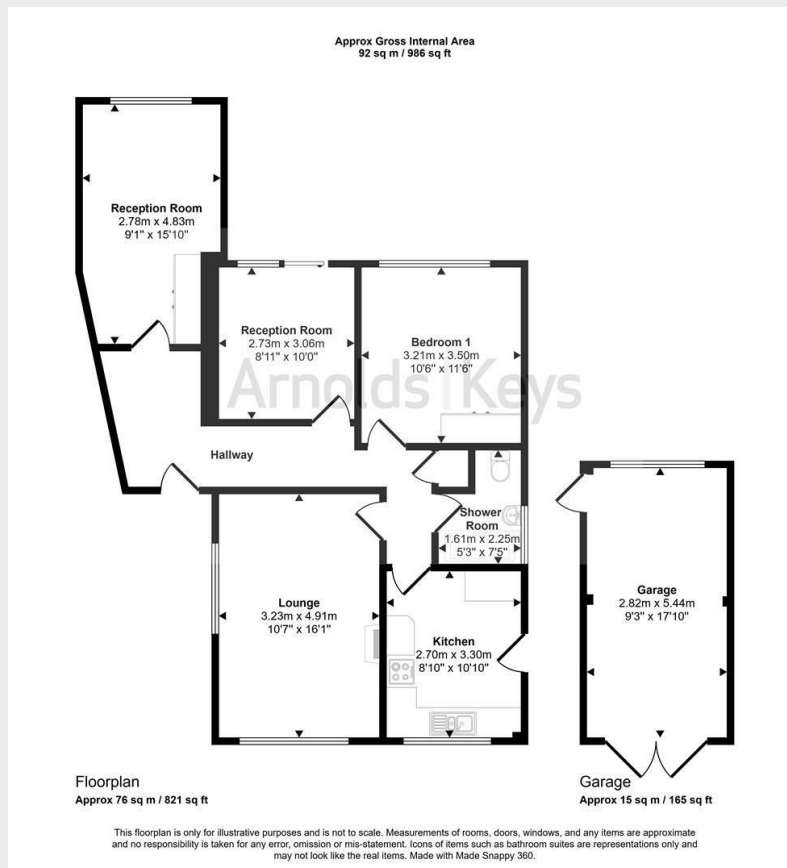 Approx Gross Internal Area
92 sq m / 986 sq ft
Reception Room
2.78m x 4.83m
9'1" x 15'10"
Reception Room
2.73m x 3.06m
8'11" x 10'0"
Bedroom 1
3.21m x 3.50m
10'6" x 11'6"
Arnolds Keys
Hallway
Shower
Room
1.61m x 2.25m
5'3" x 7'5"
Lounge
3.23m x 4.91m
10'7" x 16'1"
Kitchen
2.70m x 3.30m
8'10" x 10'10"
Garage
2.82m x 5.44m
9'3" x 17'10"
Floorplan
Approx 76 sq m / 821 sq ft
Garage
Approx 15 sq m / 165 sq ft
This floorplan is only for illustrative purposes and is not to scale. Measurements of rooms, doors, windows, and any items are approximate
and no responsibility is taken for any error, omission or mis-statement. Icons of items such as bathroom suites are representations only and
may not look like the real items. Made with Made Snappy 360.